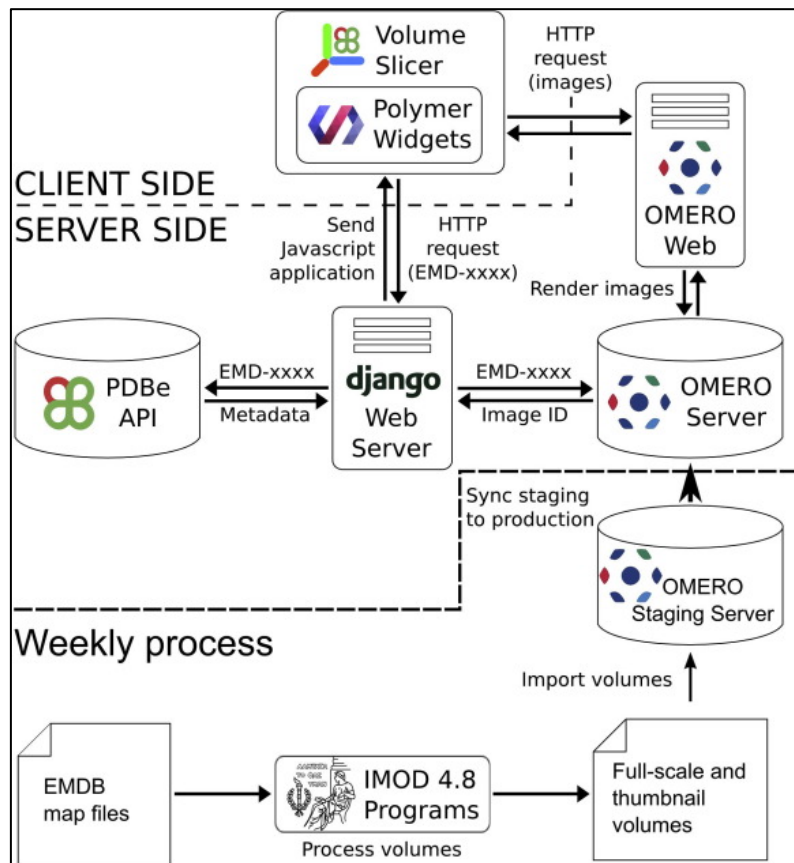 Volume
Slicer
Polymer
Widgets
HTTP
request
(images)
CLIENT SIDE
SERVER SIDE
OMERO
Web
Send
Javascript
application
HTTP
request
(EMD-xxxx)
Render images
PDBe
API
EMD-xxxx
Metadata
django
Web
Server
EMD-xxxx
Image ID
OMERO
Server
Sync staging
to production
OMERO
Staging Server
Weekly process
Import volumes
EMDB
map files
IMOD 4.8
Programs
Process volumes
Full-scale and
thumbnail
volumes